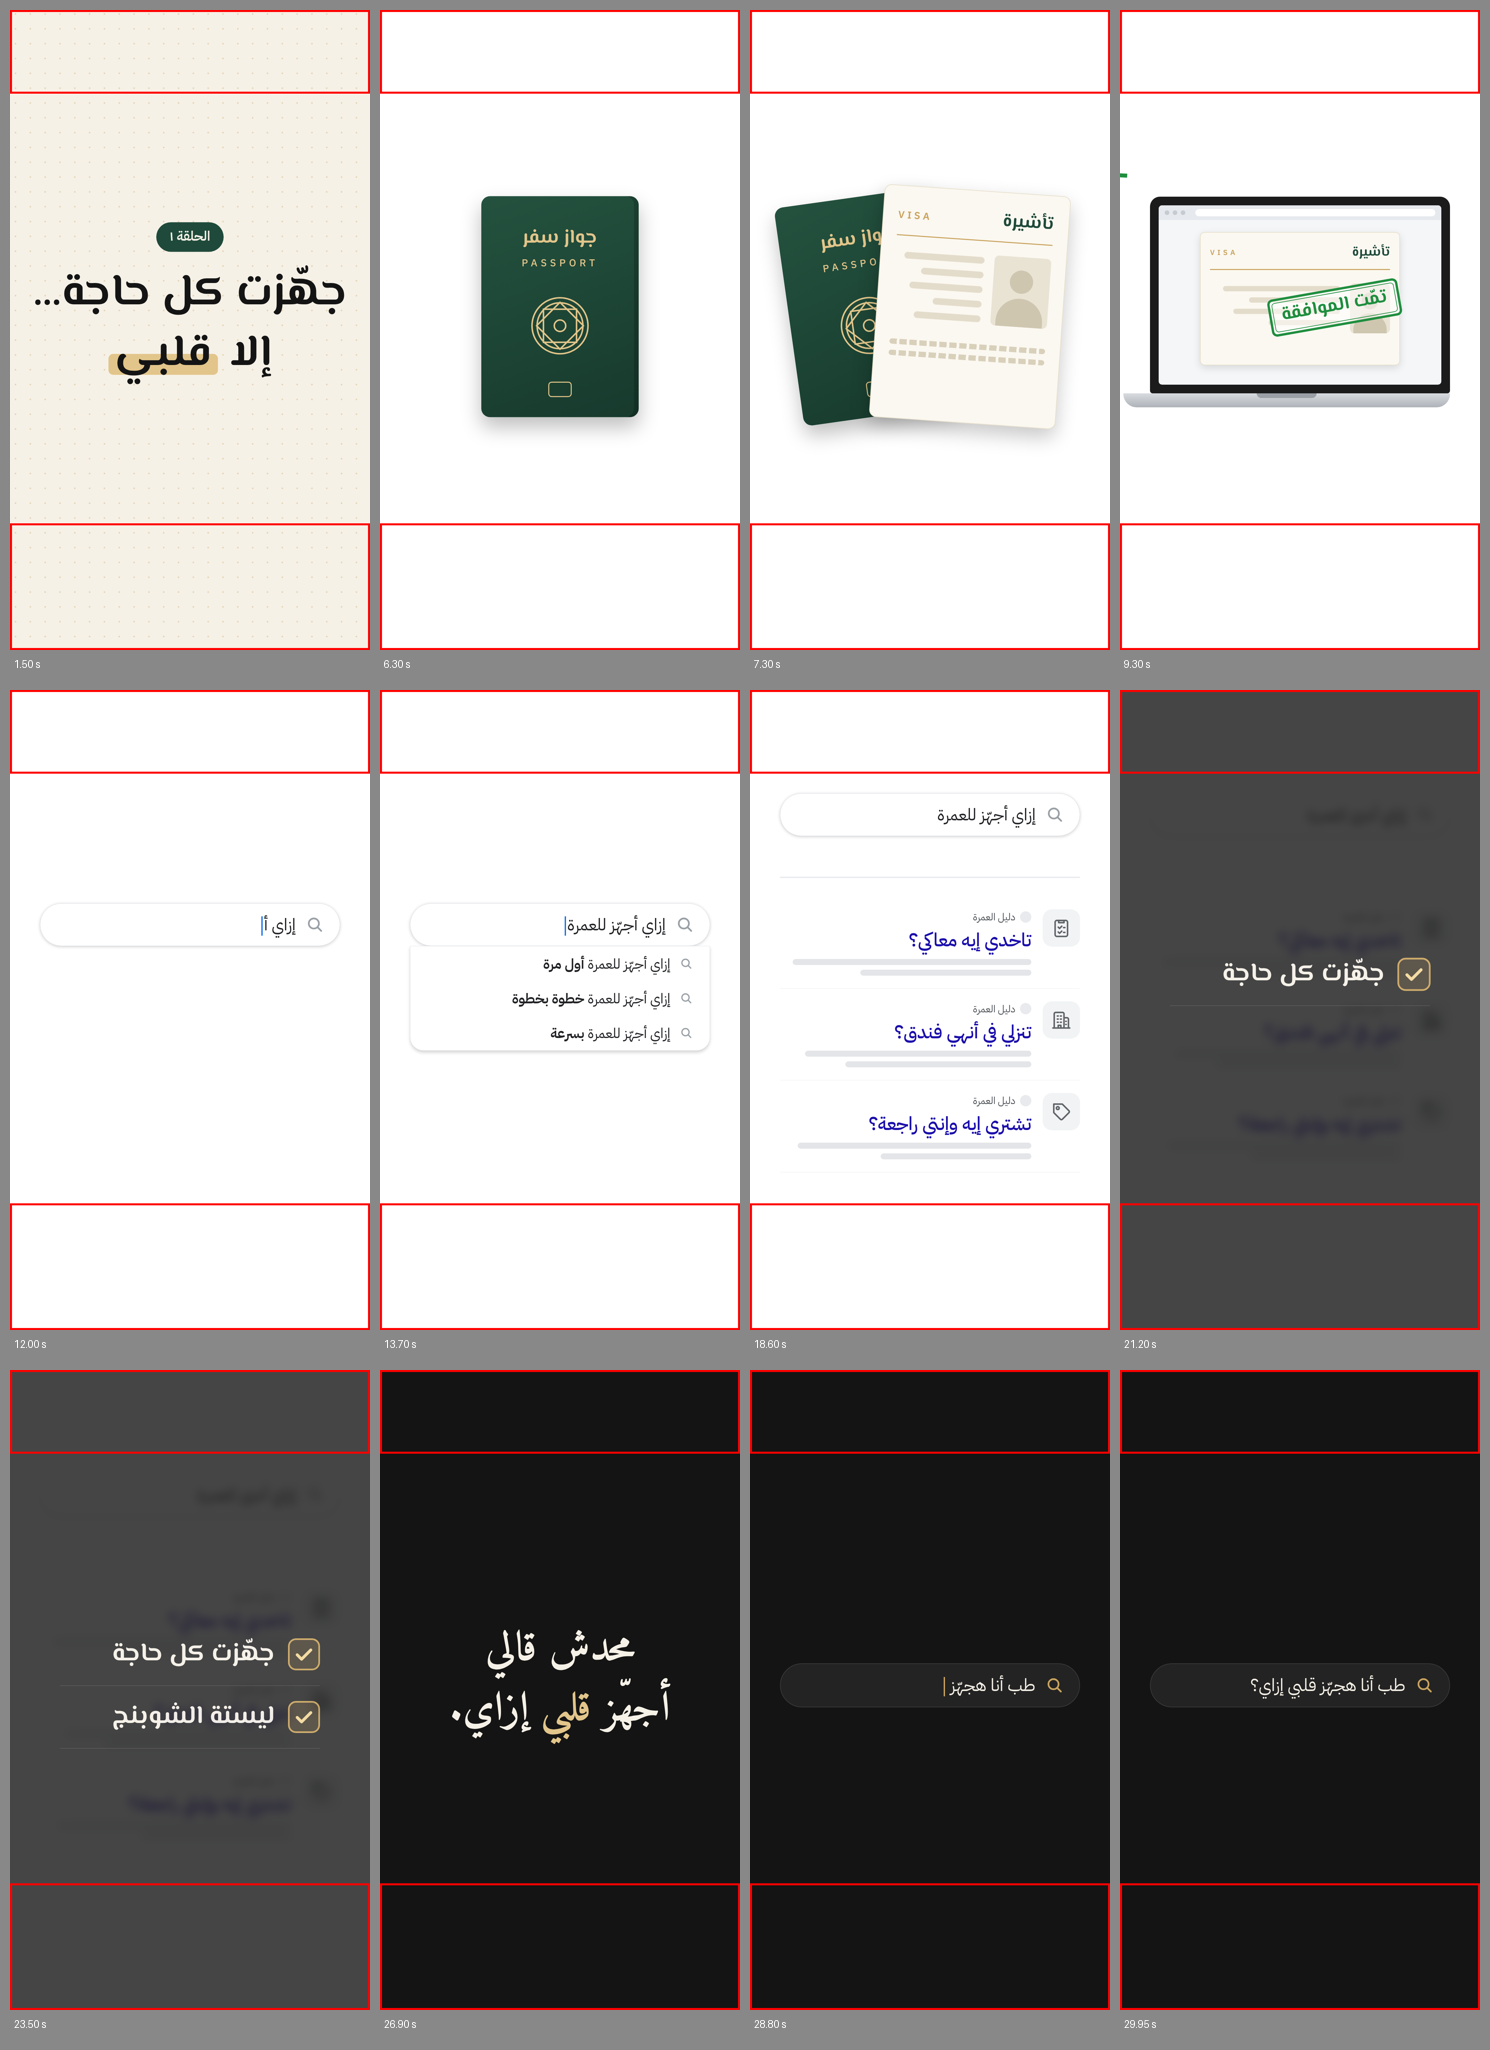 الحلقة ١
جهّزت كل حاجة...
إلا قلبي
1.50 s
جواز سفر
PASSPORT
6.30 s
VISA
تأشيرة
7.30 s
VISA
تأشيرة
تمّت الموافقة
9.30 s
إزاي أ
12.00 s
إزاي أجهّز للعمرة
إزاي أجهّز للعمرة أول مرة
إزاي أجهّز للعمرة خطوة بخطوة
إزاي أجهّز للعمرة بسرعة
13.70 s
إزاي أجهّز للعمرة
دليل العمرة
تاخدي إيه معاكي؟
دليل العمرة
تنزلي في أنهي فندق؟
دليل العمرة
تشتري إيه وإنتي راجعة؟
18.60 s
جهّزت كل حاجة
21.20 s
جهّزت كل حاجة
ليستة الشوبنج
23.50 s
محدش قالي
أجهّز قلبي إزاي.
26.90 s
طب أنا هجهّز
28.80 s
طب أنا هجهّز قلبي إزاي؟
29.95 s